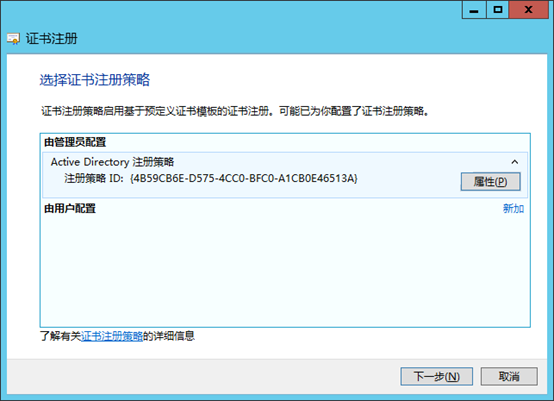 证书注册
选择证书注册策略
证书注册策略启用基于预定义证书模板的证书注册。可能已为你配置了证书注册策略。
由管理员配置
Active Directory 注册策略
注册策略 ID: {4B59CB6E-D575-4CC0-BFC0-A1CB0E46513A}
属性(P)
由用户配置 新加
了解有关证书注册策略的详细信息
下一步(N) 取消